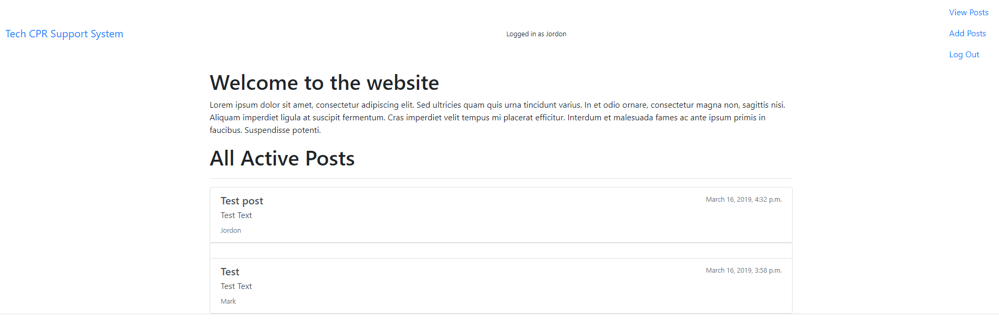 View Posts
Tech CPR Support System
Logged in as Jordon
Add Posts
Log Out
Welcome to the website
Lorem ipsum dolor sit amet, consectetur adipiscing elit. Sed ultricies quam quis urna tincidunt varius. In et odio ornare, consectetur magna non, sagittis nisi.
Aliquam imperdiet ligula at suscipit fermentum. Cras imperdiet velit tempus mi placerat efficitur. Interdum et malesuada fames ac ante ipsum primis in
faucibus. Suspendisse potenti.
All Active Posts
Test post
March 16, 2019, 4:32 p.m.
Test Text
Jordon
Test
March 16, 2019, 3:58 p.m.
Test Text
Mark